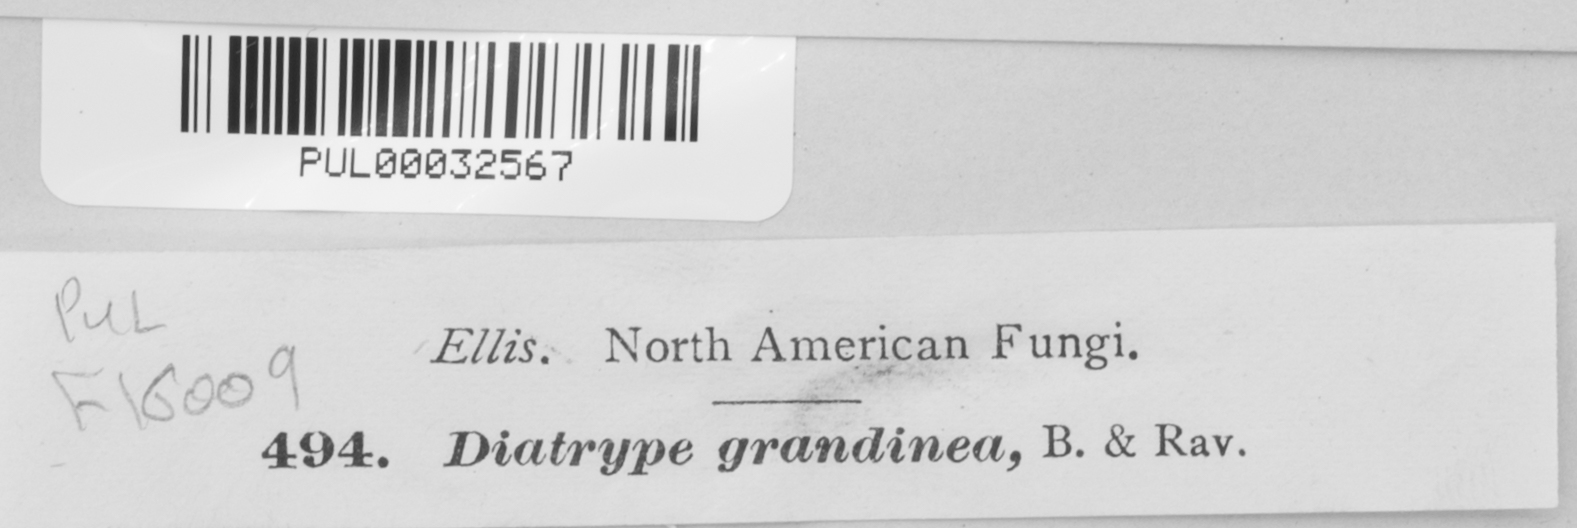 PUL00032567
PUL
F16009
Ellis. North American Fungi.
494. Diatrype grandinea, B. & Rav.